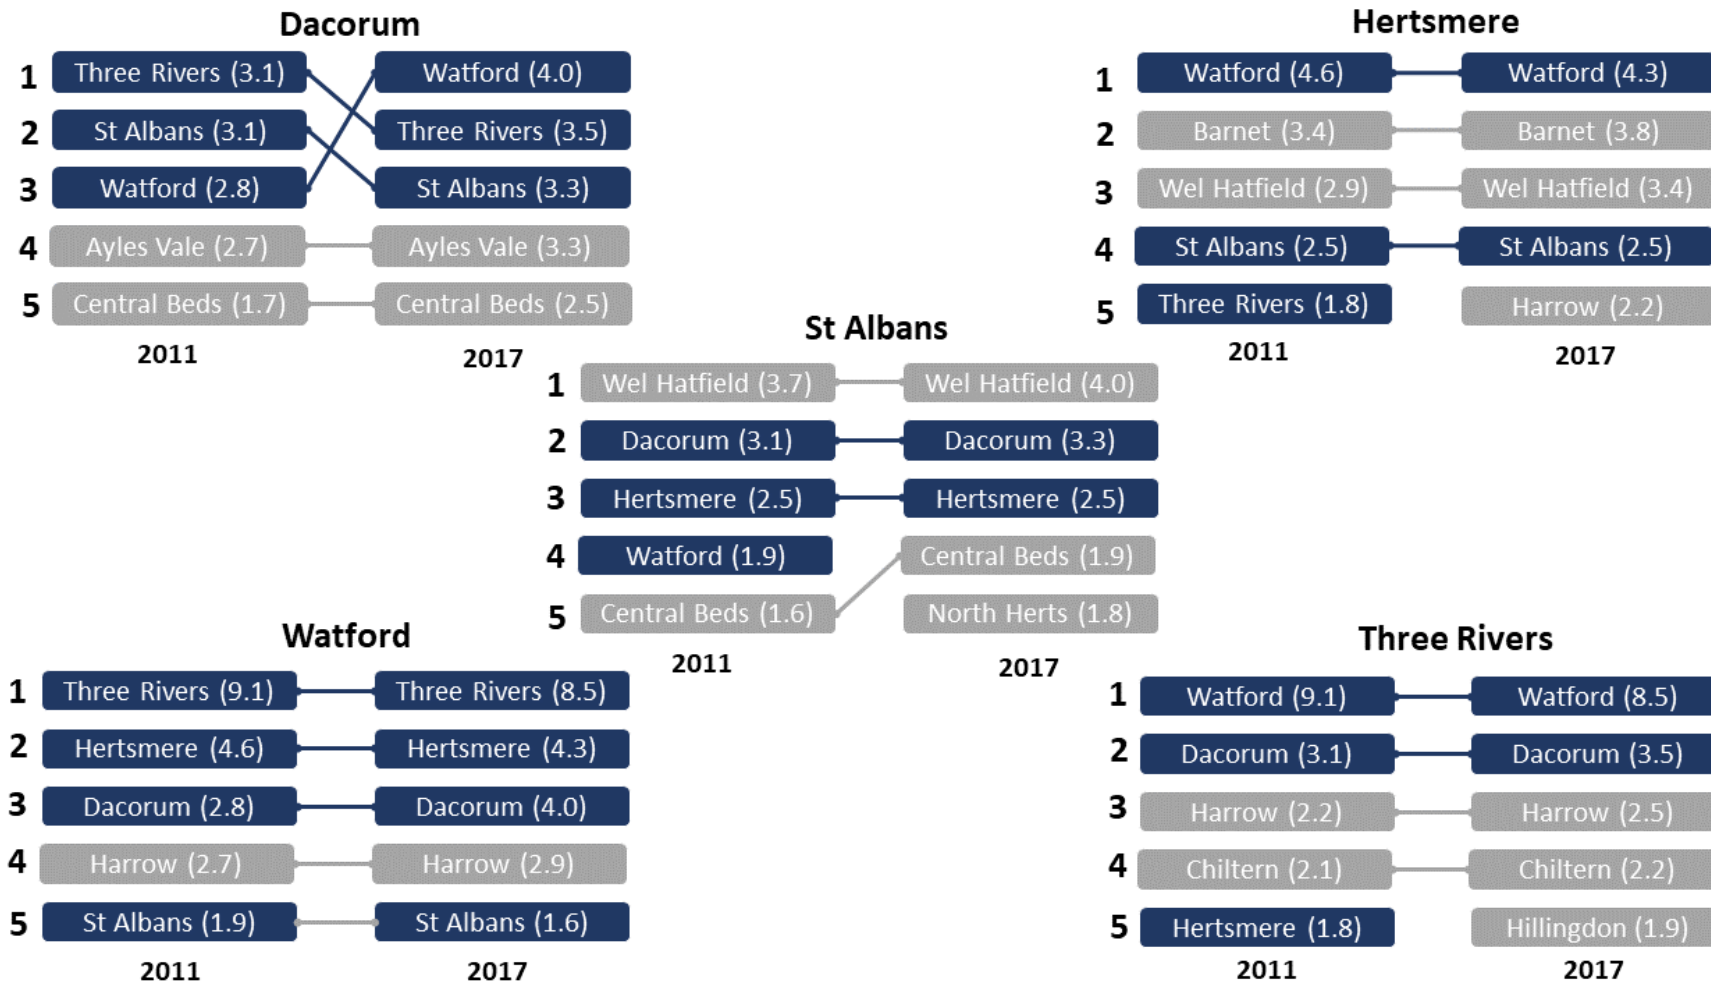 Dacorum
1 Three Rivers (3.1) Watford (4.0)
2 St Albans (3.1) Three Rivers (3.5)
3 Watford (2.8) St Albans (3.3)
4 Ayles Vale (2.7) Ayles Vale (3.3)
5 Central Beds (1.7) Central Beds (2.5)
2011 2017
Hertsmere
1 Watford (4.6) Watford (4.3)
2 Barnet (3.4) Barnet (3.8)
3 Wel Hatfield (2.9) Wel Hatfield (3.4)
4 St Albans (2.5) St Albans (2.5)
5 Three Rivers (1.8) Harrow (2.2)
2011 2017
St Albans
1 Wel Hatfield (3.7) Wel Hatfield (4.0)
2 Dacorum (3.1) Dacorum (3.3)
3 Hertsmere (2.5) Hertsmere (2.5)
4 Watford (1.9) Central Beds (1.9)
5 Central Beds (1.6) North Herts (1.8)
2011 2017
Watford
1 Three Rivers (9.1) Three Rivers (8.5)
2 Hertsmere (4.6) Hertsmere (4.3)
3 Dacorum (2.8) Dacorum (4.0)
4 Harrow (2.7) Harrow (2.9)
5 St Albans (1.9) St Albans (1.6)
2011 2017
Three Rivers
1 Watford (9.1) Watford (8.5)
2 Dacorum (3.1) Dacorum (3.5)
3 Harrow (2.2) Harrow (2.5)
4 Chiltern (2.1) Chiltern (2.2)
5 Hertsmere (1.8) Hillingdon (1.9)
2011 2017